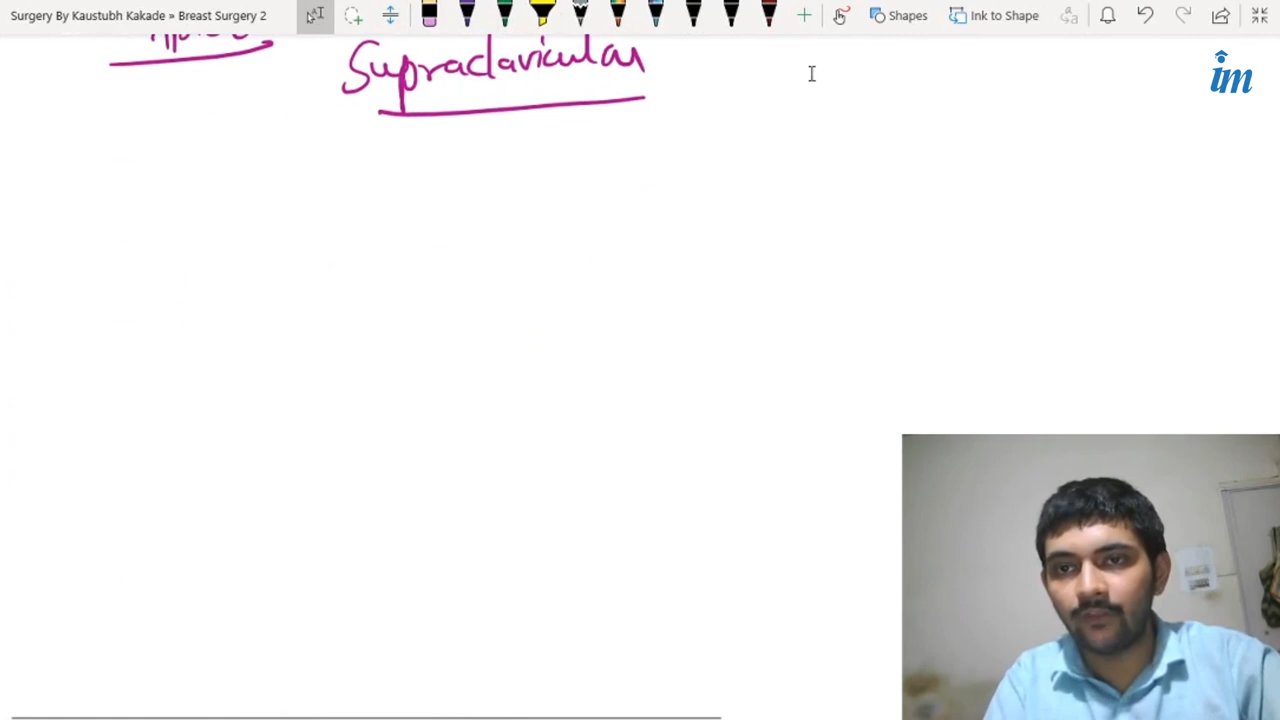 Surgery By Kaustubh Kakade » Breast Surgery 2
Shapes
Ink to Shape
im
Supraclavicular